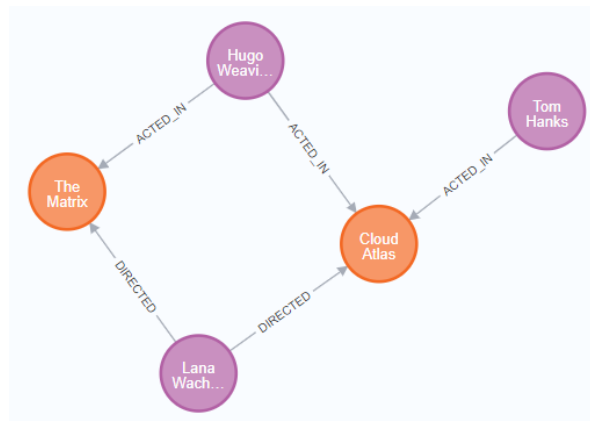 Hugo
Weavi...
Tom
Hanks
ACTED_IN
ACTED_IN
ACTED_IN
The
Matrix
Cloud
Atlas
DIRECTED
DIRECTED
Lana
Wach...